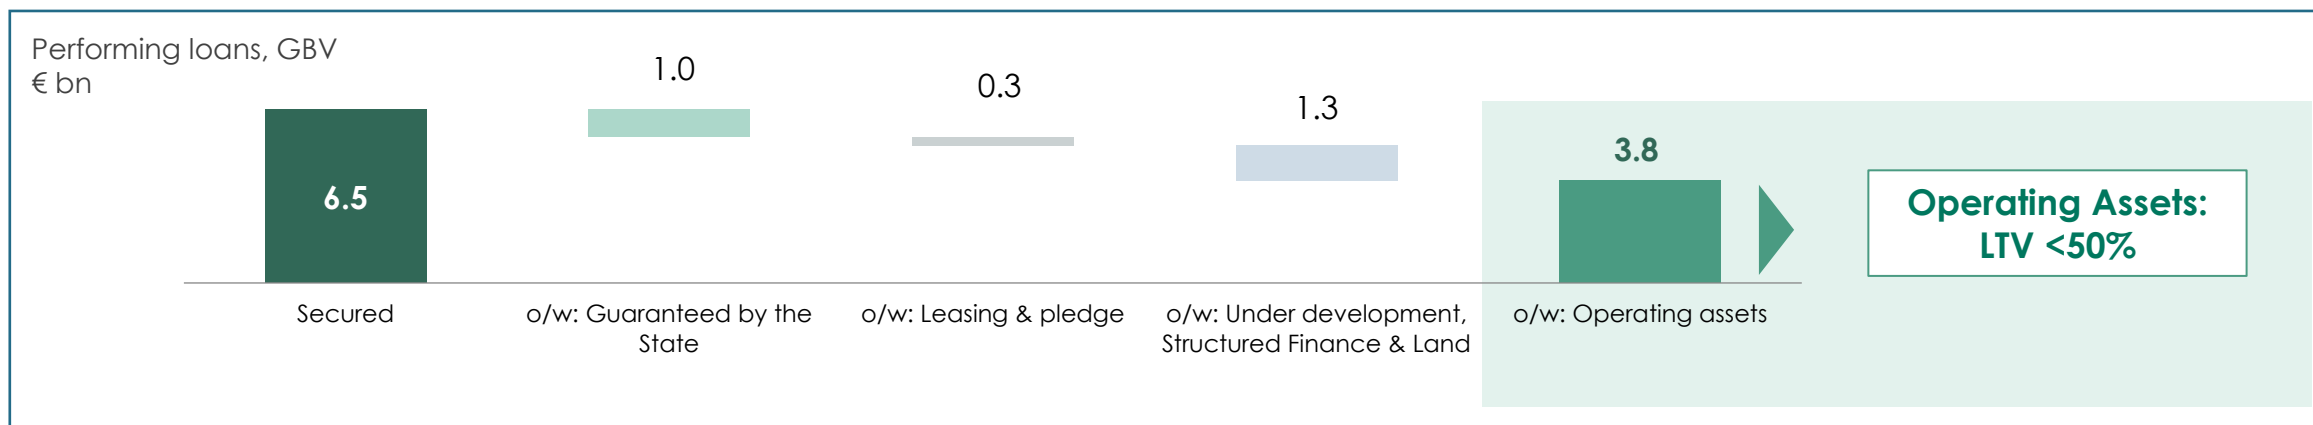 Performing loans, GBV
€ bn
6.5
1.0
0.3
1.3
3.8
Operating Assets:
LTV <50%
Secured
o/w: Guaranteed by the
State
o/w: Leasing & pledge
o/w: Under development,
Structured Finance & Land
o/w: Operating assets